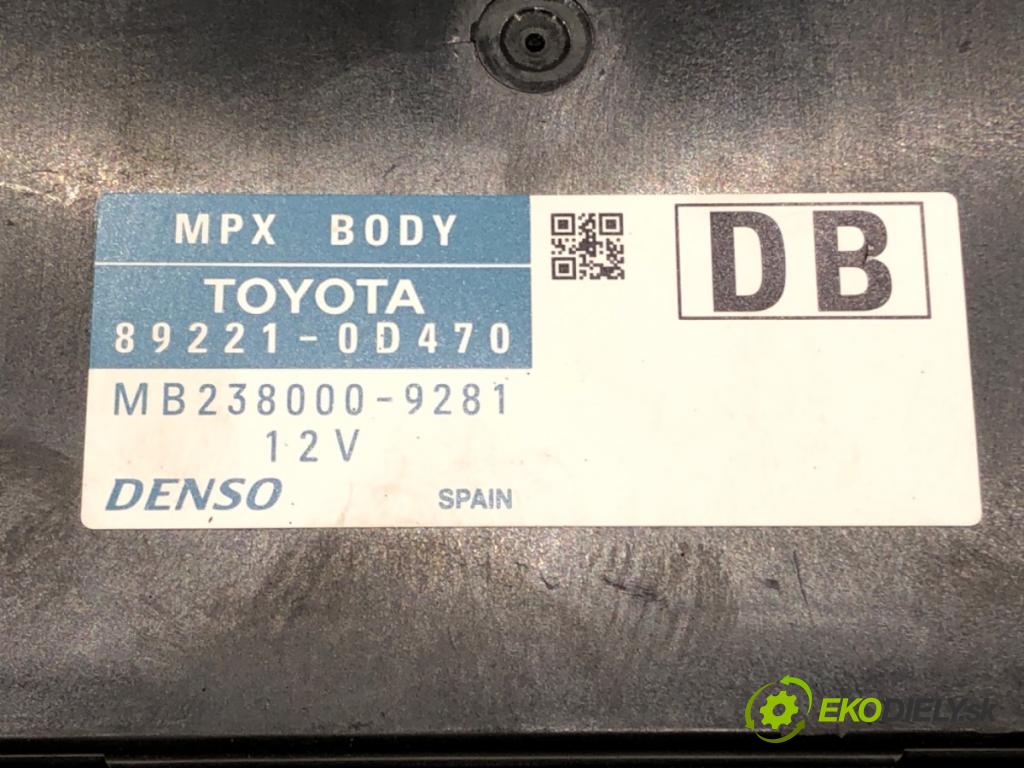 MPX BODY
TOYOTA
89221-0D470
MB238000-9281
12V
DENSO SPAIN
DB
EKODIELY.sk